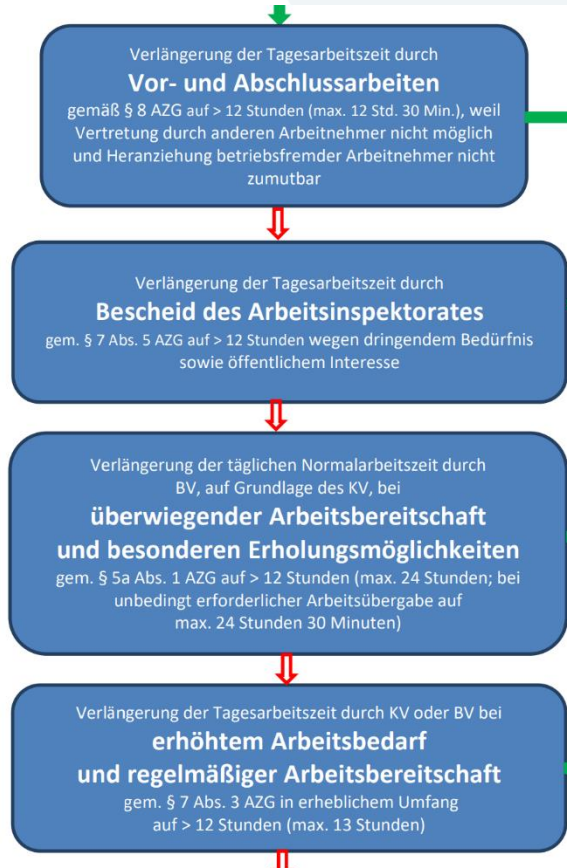 Verlängerung der Tagesarbeitszeit durch
Vor- und Abschlussarbeiten
gemäß § 8 AZG auf > 12 Stunden (max. 12 Std. 30 Min.), weil
Vertretung durch anderen Arbeitnehmer nicht möglich
und Heranziehung betriebsfremder Arbeitnehmer nicht
zumutbar
Verlängerung der Tagesarbeitszeit durch
Bescheid des Arbeitsinspektorates
gem. § 7 Abs. 5 AZG auf > 12 Stunden wegen dringendem Bedürfnis
sowie öffentlichem Interesse
Verlängerung der täglichen Normalarbeitszeit durch
BV, auf Grundlage des KV, bei
überwiegender Arbeitsbereitschaft
und besonderen Erholungsmöglichkeiten
gem. § 5a Abs. 1 AZG auf > 12 Stunden (max. 24 Stunden; bei
unbedingt erforderlicher Arbeitsübergabe auf
max. 24 Stunden 30 Minuten)
Verlängerung der Tagesarbeitszeit durch KV oder BV bei
erhöhtem Arbeitsbedarf
und regelmäßiger Arbeitsbereitschaft
gem. § 7 Abs. 3 AZG in erheblichem Umfang
auf > 12 Stunden (max. 13 Stunden)